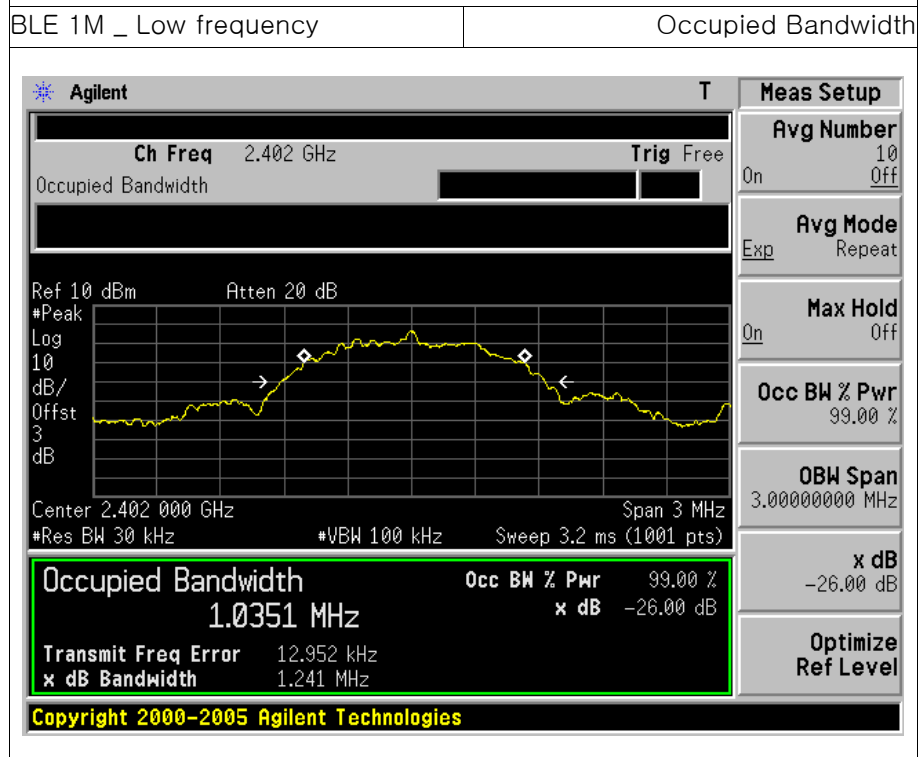 BLE 1M _ Low frequency Occupied Bandwidth
Agilent T
Ch Freq 2.402 GHz Trig Free
Occupied Bandwidth
Ref 10 dBm Atten 20 dB
#Peak
Log
10
dB/
Offst
3
dB
Center 2.402 000 GHz Span 3 MHz
#Res BW 30 kHz #VBW 100 kHz Sweep 3.2 ms (1001 pts)
Occupied Bandwidth Occ BW % Pwr 99.00 %
1.0351 MHz x dB -26.00 dB
Transmit Freq Error 12.952 kHz
x dB Bandwidth 1.241 MHz
Copyright 2000-2005 Agilent Technologies
Meas Setup
Avg Number
10
On Off
Avg Mode
Exp Repeat
Max Hold
On Off
Occ BW % Pwr
99.00 %
OBW Span
3.00000000 MHz
x dB
-26.00 dB
Optimize
Ref Level